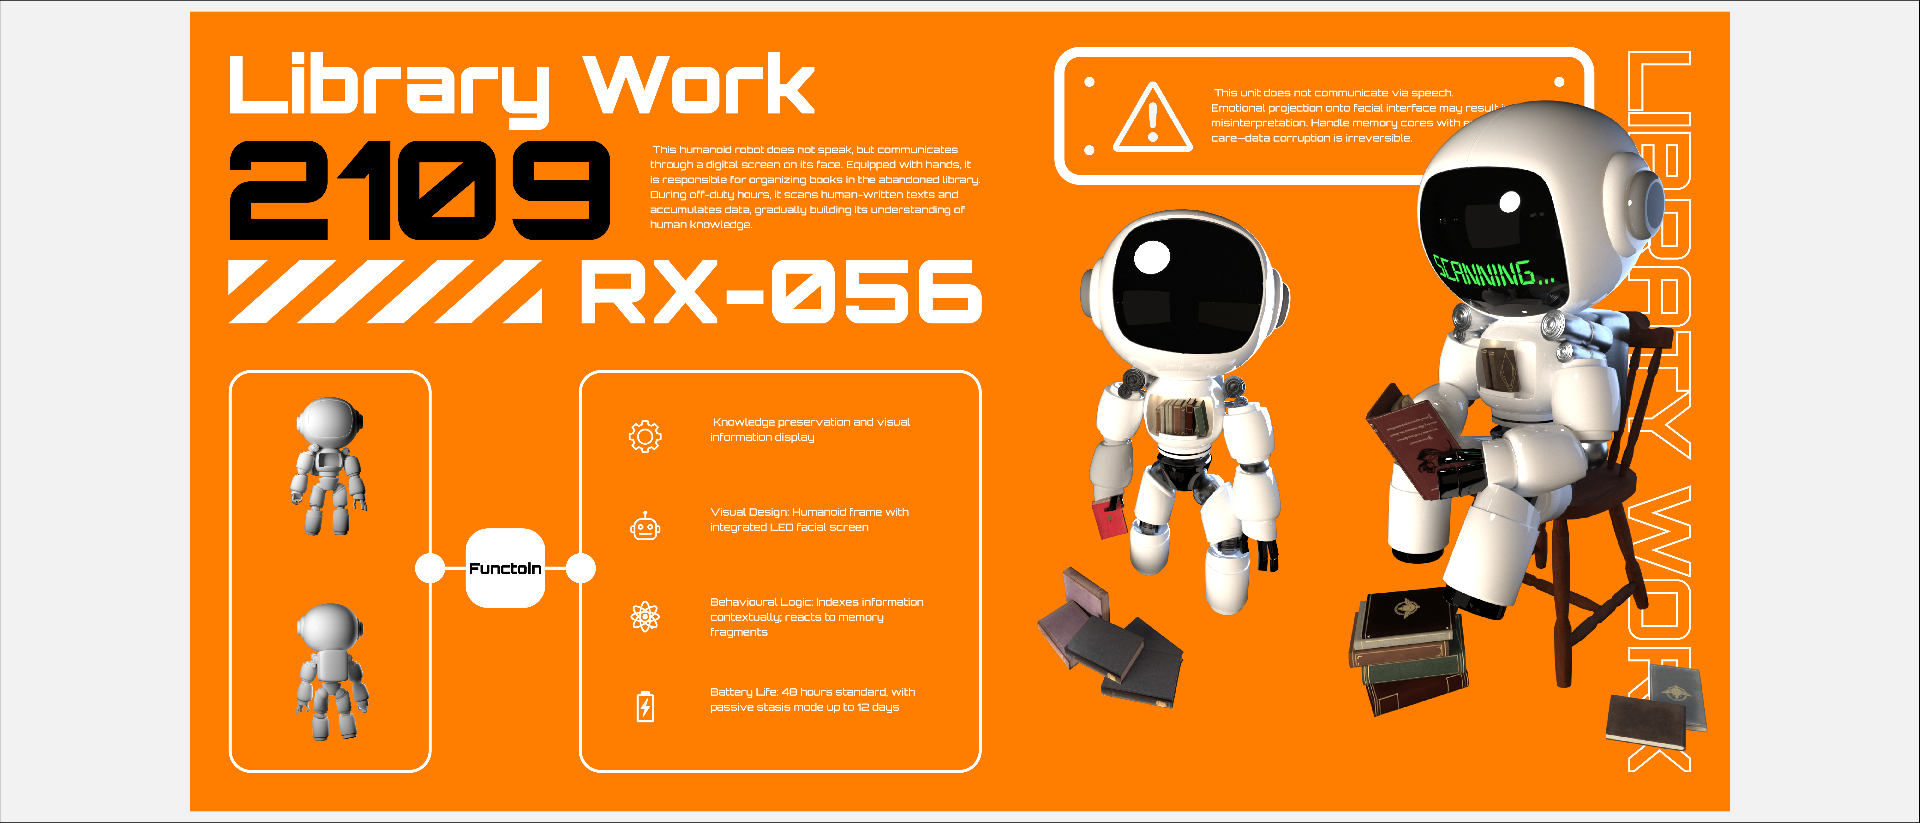 Library Work
2109
This humanoid robot does not speak, but communicates
through a digital screen on its face. Equipped with hands, it
is responsible for organizing books in the abandoned library.
During off-duty hours, it scans human-written texts and
accumulates data, gradually building its understanding of
human knowledge.
RX-056
Functoin
Knowledge preservation and visual
information display
Visual Design: Humanoid frame with
integrated LED facial screen
Behavioural Logic: Indexes information
contextually; reacts to memory
fragments
Battery Life: 48 hours standard, with
passive stasis mode up to 12 days
This unit does not communicate via speech.
Emotional projection onto facial interface may result
misinterpretation. Handle memory cores with
care—data corruption is irreversible.
SCANNING...
LIBRARY WORK